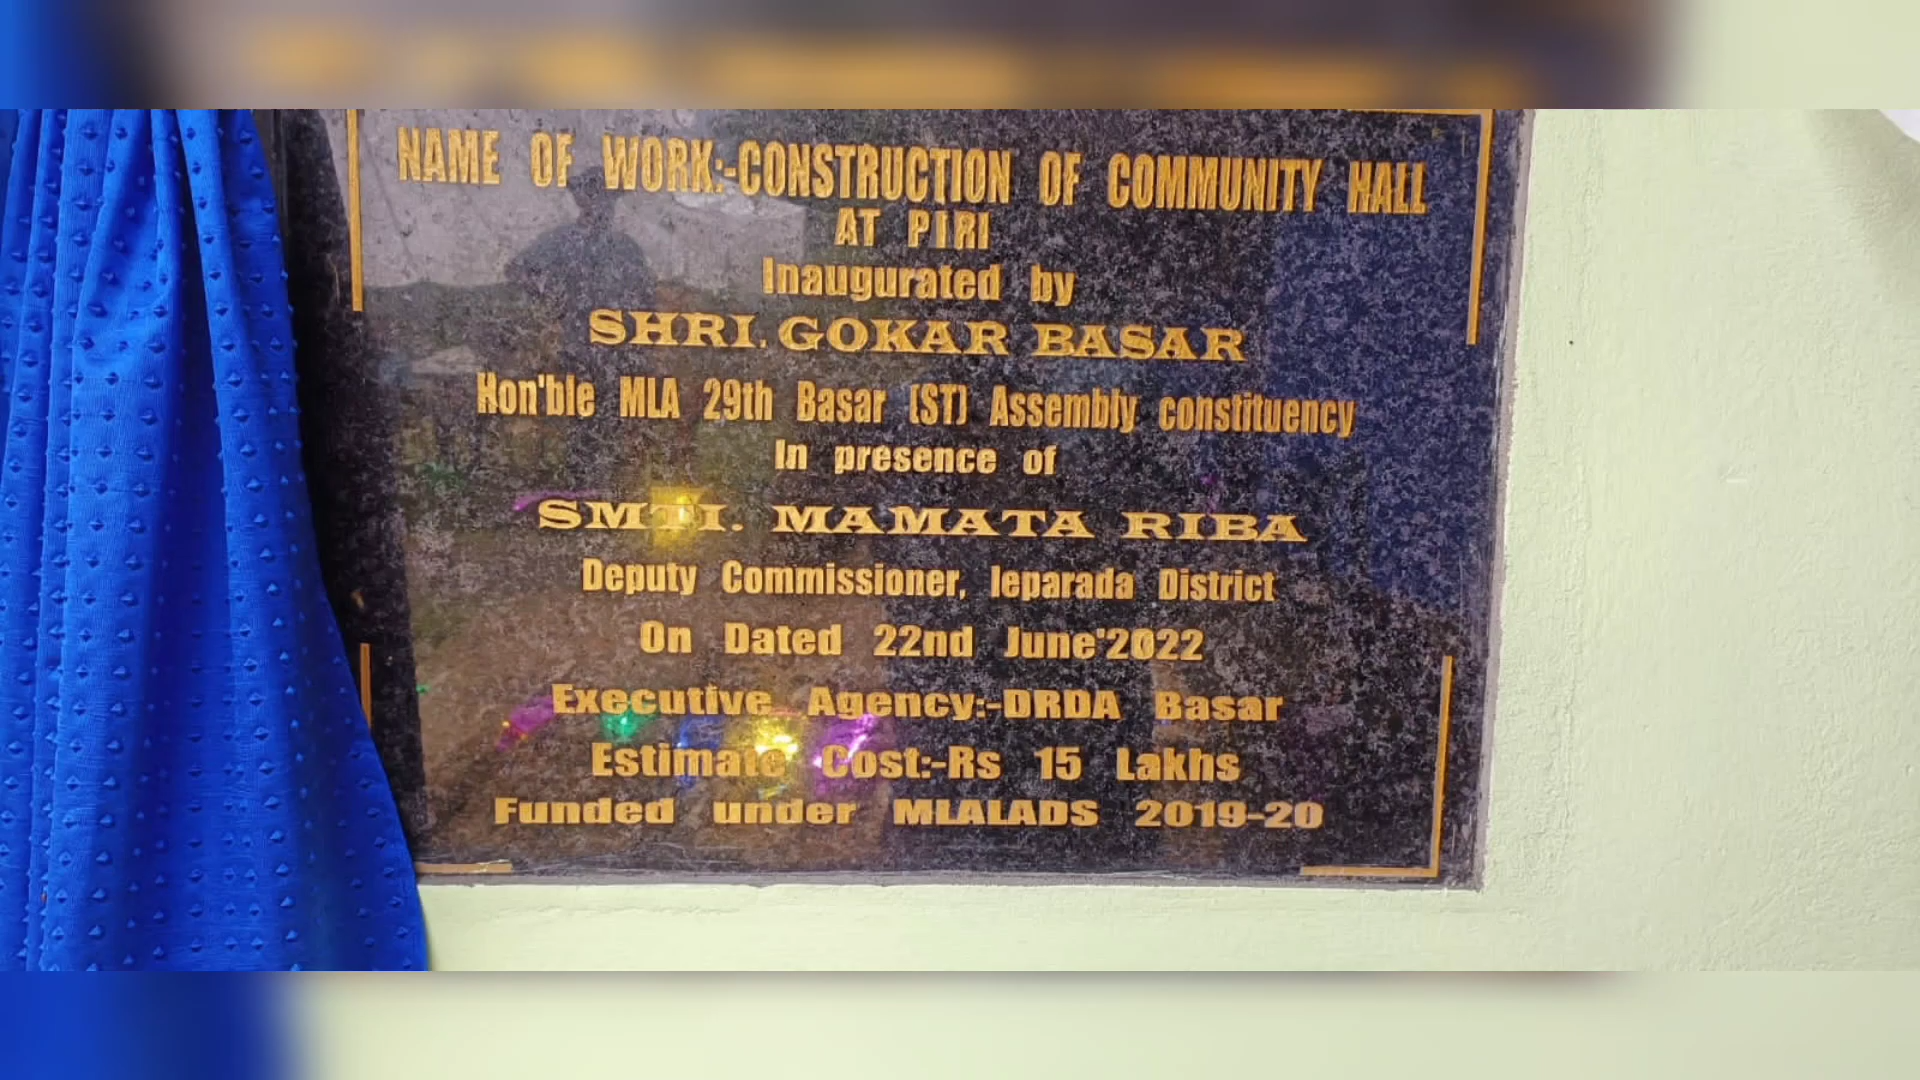 NAME OF WORK:-CONSTRUCTION OF COMMUNITY HALL
AT PIRI
Inaugurated by
SHRI. GOKAR BASAR
Hon'ble MLA 29th Basar (ST) Assembly constituency
In presence of
SMTI. MAMATA RIBA
Deputy Commissioner, leparada District
On Dated 22nd June'2022
Executive Agency:-DRDA Basar
Estimate Cost:-Rs 15 Lakhs
Funded under MLALADS 2019-20